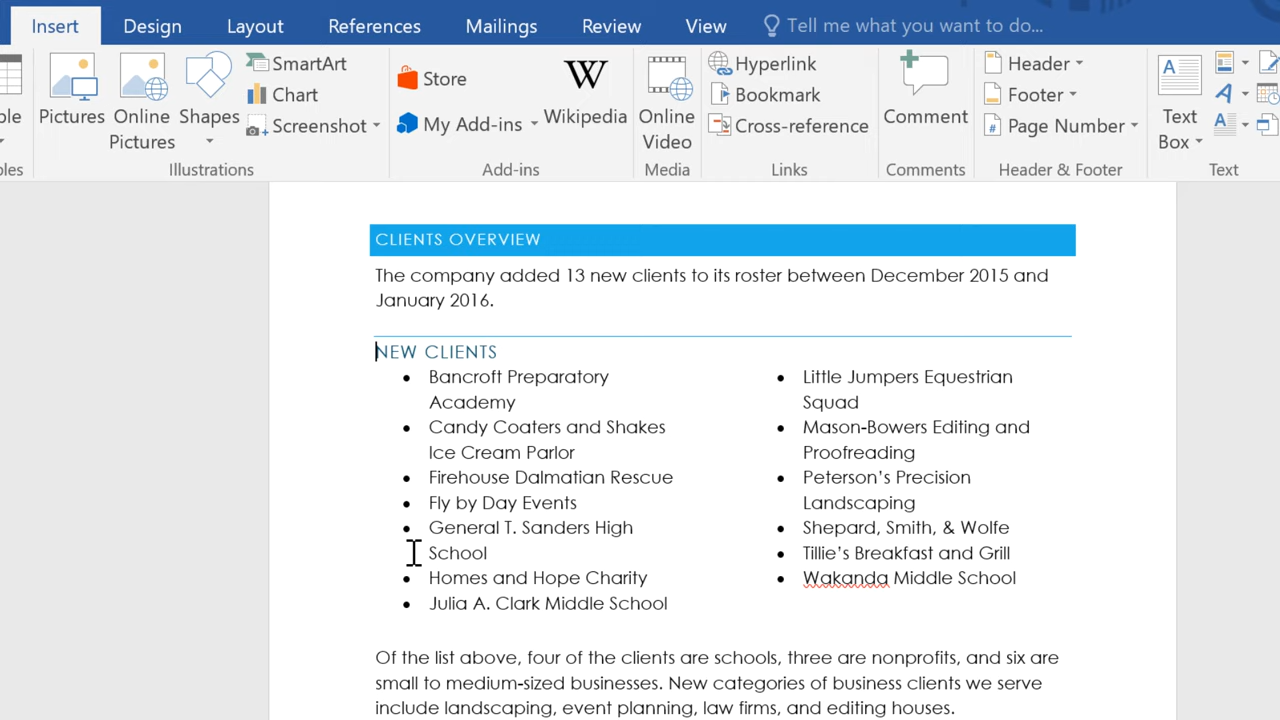 Insert Design Layout References Mailings Review View Tell me what you want to do...
Pictures
Online
Pictures
Shapes
SmartArt
Chart
Screenshot
Illustrations
Store
My Add-ins
Wikipedia
Add-ins
Online
Video
Media
Hyperlink
Bookmark
Cross-reference
Links
Comment
Comments
Header
Footer
Page Number
Header & Footer
Text
Box
Text
CLIENTS OVERVIEW
The company added 13 new clients to its roster between December 2015 and
January 2016.
NEW CLIENTS
• Bancroft Preparatory
Academy
• Candy Coaters and Shakes
Ice Cream Parlor
• Firehouse Dalmatian Rescue
• Fly by Day Events
• General T. Sanders High
School
• Homes and Hope Charity
• Julia A. Clark Middle School
• Little Jumpers Equestrian
Squad
• Mason-Bowers Editing and
Proofreading
• Peterson’s Precision
Landscaping
• Shepard, Smith, & Wolfe
• Tillie’s Breakfast and Grill
• Wakanda Middle School
Of the list above, four of the clients are schools, three are nonprofits, and six are
small to medium-sized businesses. New categories of business clients we serve
include landscaping, event planning, law firms, and editing houses.